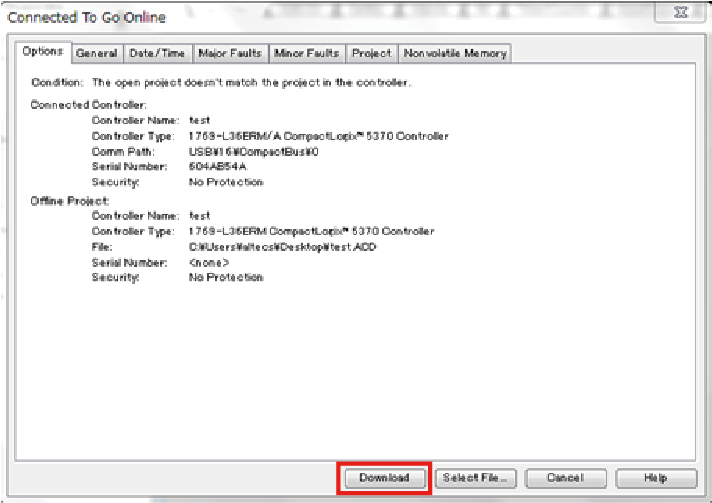 Connected To Go Online
Options General Date/Time Major Faults Minor Faults Project Nonvolatile Memory
Condition: The open project doesn't match the project in the controller.
Connected Controller:
Controller Name: test
Controller Type: 1769-L36ERM/A CompactLogix™ 5370 Controller
Comm Path: USB¥16¥CompactBus¥0
Serial Number: 604AB54A
Security: No Protection
Offline Project:
Controller Name: test
Controller Type: 1769-L36ERM CompactLogix™ 5370 Controller
File: C:¥Users¥altecs¥Desktop¥test.ACD
Serial Number: <none>
Security: No Protection
Download Select File... Cancel Help